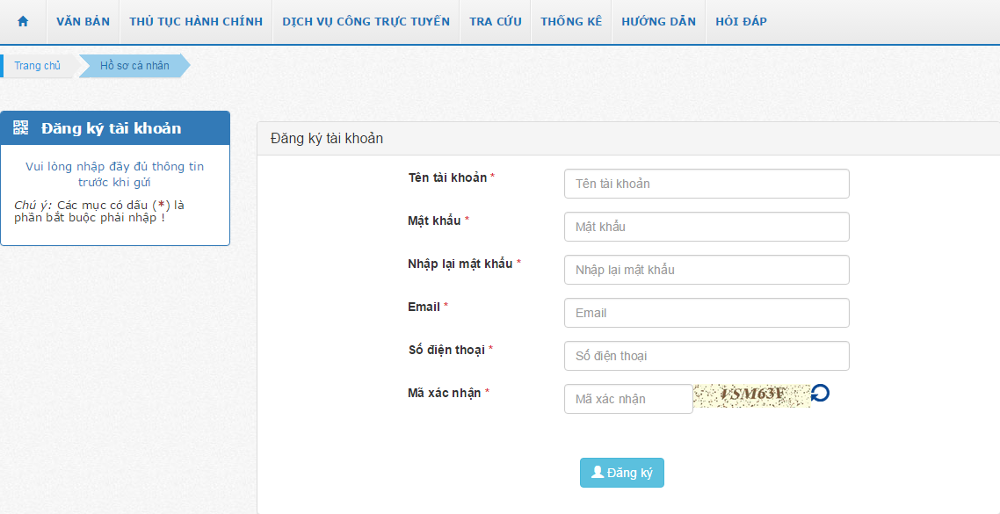 VĂN BẢN THỦ TỤC HÀNH CHÍNH DỊCH VỤ CÔNG TRỰC TUYẾN TRA CỨU THỐNG KÊ HƯỚNG DẪN HỎI ĐÁP
Trang chủ Hồ sơ cá nhân
Đăng ký tài khoản
Vui lòng nhập đầy đủ thông tin
trước khi gửi
Chú ý: Các mục có dấu (*) là
phần bắt buộc phải nhập !
Đăng ký tài khoản
Tên tài khoản * Tên tài khoản
Mật khẩu * Mật khẩu
Nhập lại mật khẩu * Nhập lại mật khẩu
Email * Email
Số điện thoại * Số điện thoại
Mã xác nhận * Mã xác nhận VSM63F
Đăng ký